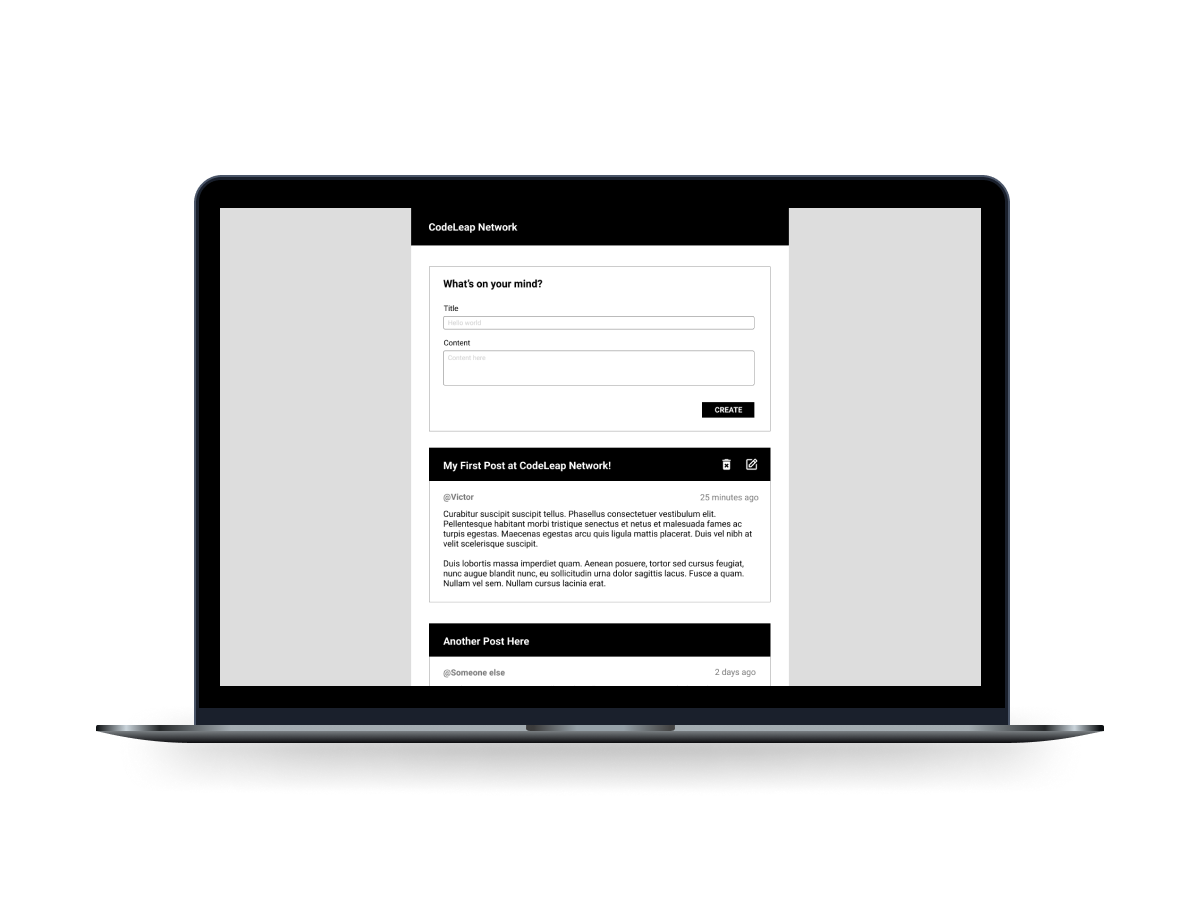 CodeLeap Network
What's on your mind?
Title
Hello world
Content
Content here
CREATE
My First Post at CodeLeap Network!
@Victor
25 minutes ago
Curabitur suscipit suscipit tellus. Phasellus consectetuer vestibulum elit.
Pellentesque habitant morbi tristique senectus et netus et malesuada fames ac
turpis egestas. Maecenas egestas arcu quis ligula mattis placerat. Duis vel nibh at
velit scelerisque suscipit.
Duis lobortis massa imperdiet quam. Aenean posuere, tortor sed cursus feugiat,
nunc augue blandit nunc, eu sollicitudin urna dolor sagittis lacus. Fusce a quam.
Nullam vel sem. Nullam cursus lacinia erat.
Another Post Here
@Someone else
2 days ago